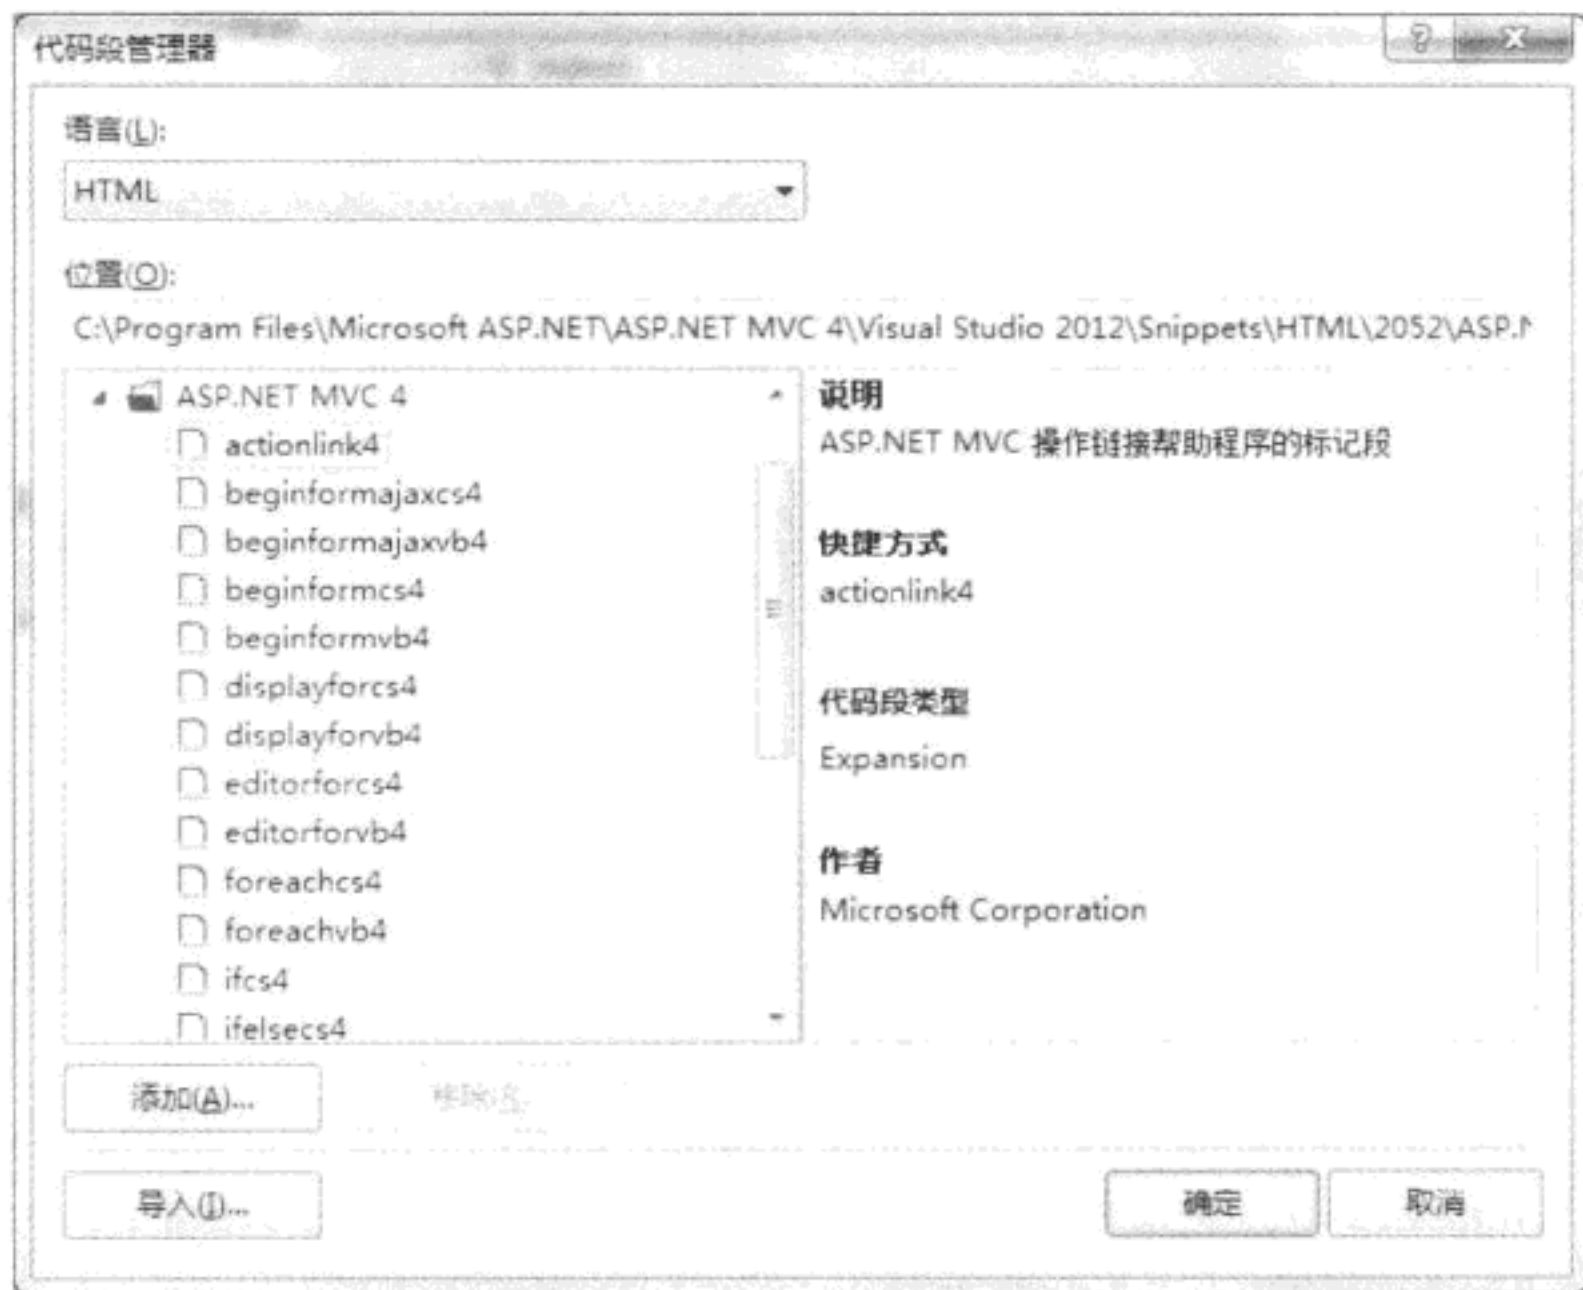 代码段管理器
语言(L):
HTML
位置(O):
C:\Program Files\Microsoft ASP.NET\ASP.NET MVC 4\Visual Studio 2012\Snippets\HTML\2052\ASP.N
ASP.NET MVC 4
actionlink4
beginformajaxcs4
beginformajaxvb4
beginformcs4
beginformvb4
displayforcs4
displayforvb4
editorforcs4
editorforvb4
foreachcs4
foreachvb4
ifcs4
ifelsecs4
说明
ASP.NET MVC 操作链接帮助程序的标记段
快捷方式
actionlink4
代码段类型
Expansion
作者
Microsoft Corporation
添加(A)...
移除(R)
导入(I)...
确定
取消